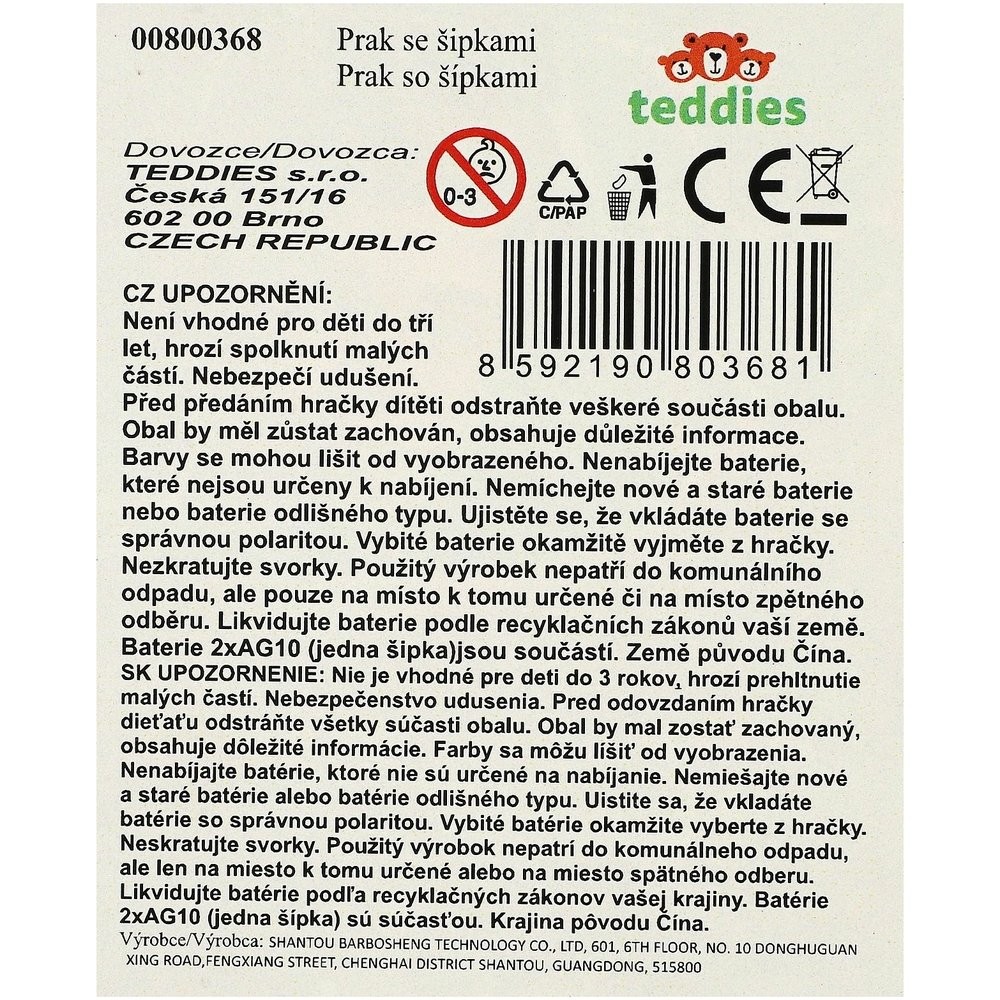 00800368
Prak se šipkami
Prak so šípkami
teddies
Dovozce/Dovozca:
TEDDIES s.r.o.
Česká 151/16
602 00 Brno
CZECH REPUBLIC
0-3
C/PAP
CE
8 592190 803681
CZ UPOZORNĚNÍ:
Není vhodné pro děti do tří
let, hrozí spolknutí malých
částí. Nebezpečí udušení.
Před předáním hračky dítěti odstraňte veškeré součásti obalu.
Obal by měl zůstat zachován, obsahuje důležité informace.
Barvy se mohou lišit od vyobrazeného. Nenabíjejte baterie,
které nejsou určeny k nabíjení. Nemíchejte nové a staré baterie
nebo baterie odlišného typu. Ujistěte se, že vkládáte baterie se
správnou polaritou. Vybité baterie okamžitě vyjměte z hračky.
Nezkratujte svorky. Použitý výrobek nepatří do komunálního
odpadu, ale pouze na místo k tomu určené či na místo zpětného
odběru. Likvidujte baterie podle recyklačních zákonů vaší země.
Baterie 2xAG10 (jedna šipka)jsou součástí. Země původu Čína.
SK UPOZORNENIE: Nie je vhodné pre deti do 3 rokov, hrozí prehltnutie
malých častí. Nebezpečenstvo udusenia. Pred odovzdaním hračky
dieťaťu odstráňte všetky súčasti obalu. Obal by mal zostať zachovaný,
obsahuje dôležité informácie. Farby sa môžu líšiť od vyobrazenia.
Nenabíjajte batérie, ktoré nie sú určené na nabíjanie. Nemiešajte nové
a staré batérie alebo batérie odlišného typu. Uistite sa, že vkladáte
batérie so správnou polaritou. Vybité batérie okamžite vyberte z hračky.
Neskratujte svorky. Použitý výrobok nepatrí do komunálneho odpadu,
ale len na miesto k tomu určené alebo na miesto spätného odberu.
Likvidujte batérie podľa recyklačných zákonov vašej krajiny. Batérie
2xAG10 (jedna šípka) sú súčasťou. Krajina pôvodu Čína.
Výrobce/Výrobca: SHANTOU BARBOSHENG TECHNOLOGY CO., LTD, 601, 6TH FLOOR, NO. 10 DONGHUGUAN
XING ROAD,FENGXIANG STREET, CHENGHAI DISTRICT SHANTOU, GUANGDONG, 515800